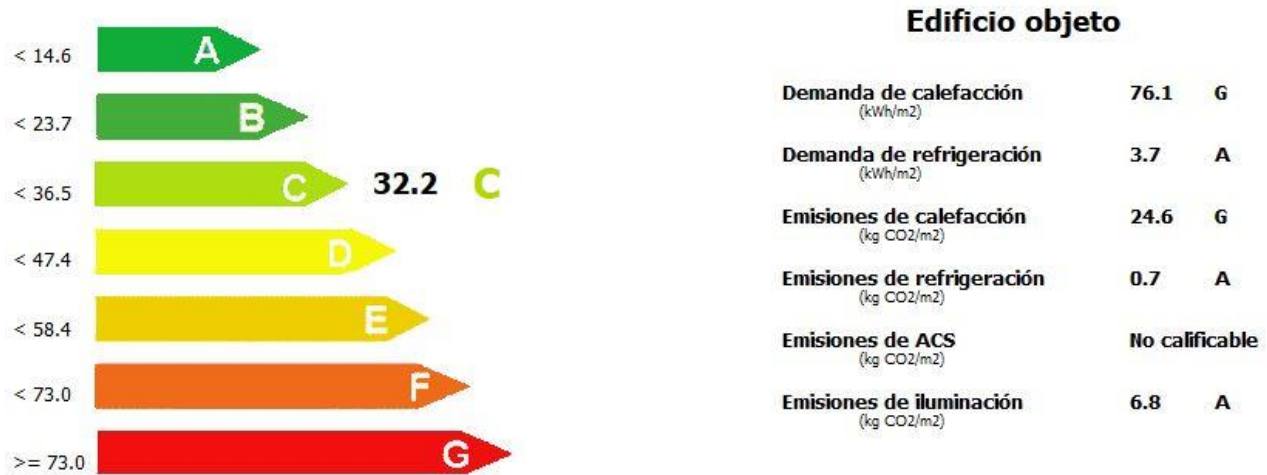 < 14.6 A
< 23.7 B
< 36.5 C 32.2 C
< 47.4 D
< 58.4 E
< 73.0 F
>= 73.0 G
Edificio objeto
Demanda de calefacción 76.1 G
(kWh/m2)
Demanda de refrigeración 3.7 A
(kWh/m2)
Emisiones de calefacción 24.6 G
(kg CO2/m2)
Emisiones de refrigeración 0.7 A
(kg CO2/m2)
Emisiones de ACS No calificable
(kg CO2/m2)
Emisiones de iluminación 6.8 A
(kg CO2/m2)